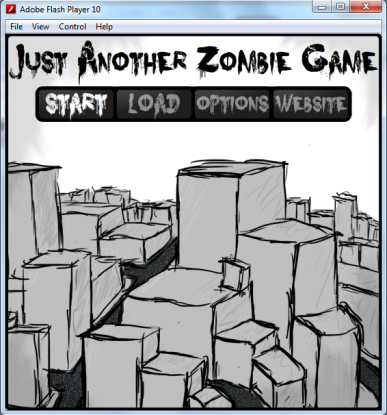 Adobe Flash Player 10
File View Control Help
Just Another Zombie Game
START LOAD OPTIONS WEBSITE